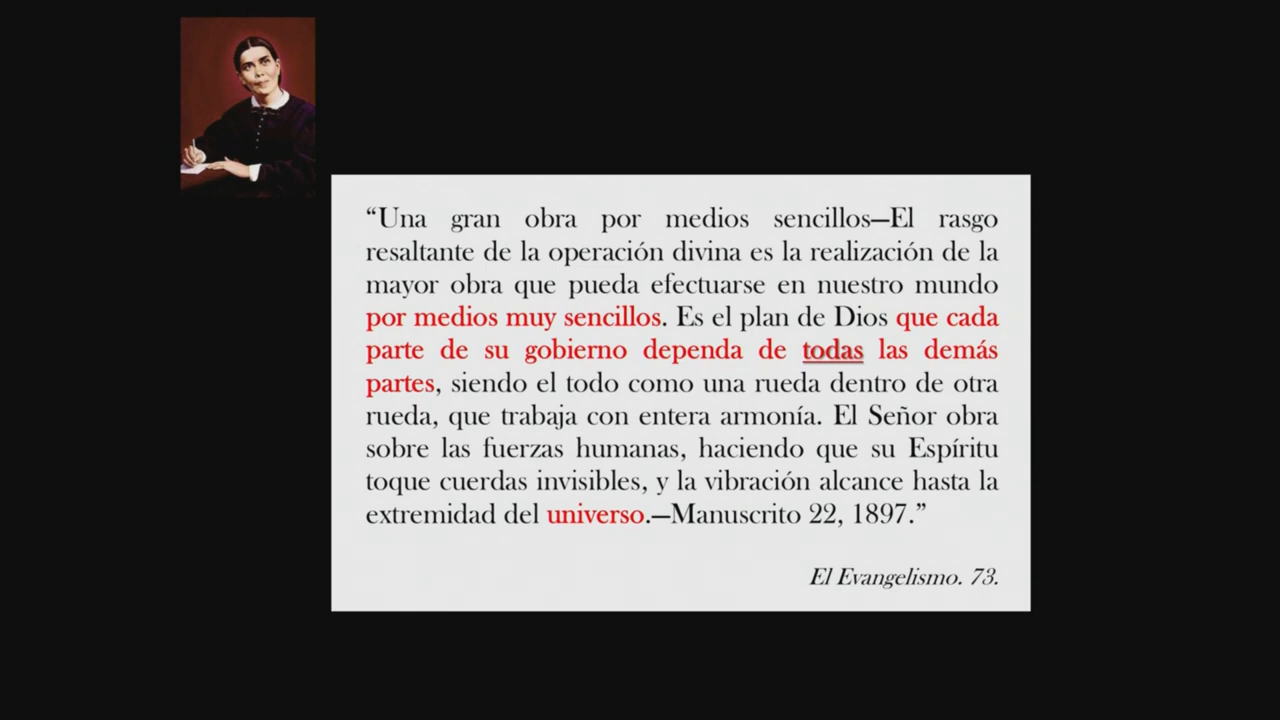 “Una gran obra por medios sencillos—El rasgo
resaltante de la operación divina es la realización de la
mayor obra que pueda efectuarse en nuestro mundo
por medios muy sencillos. Es el plan de Dios que cada
parte de su gobierno dependa de todas las demás
partes, siendo el todo como una rueda dentro de otra
rueda, que trabaja con entera armonía. El Señor obra
sobre las fuerzas humanas, haciendo que su Espíritu
toque cuerdas invisibles, y la vibración alcance hasta la
extremidad del universo.—Manuscrito 22, 1897.”
El Evangelismo. 73.